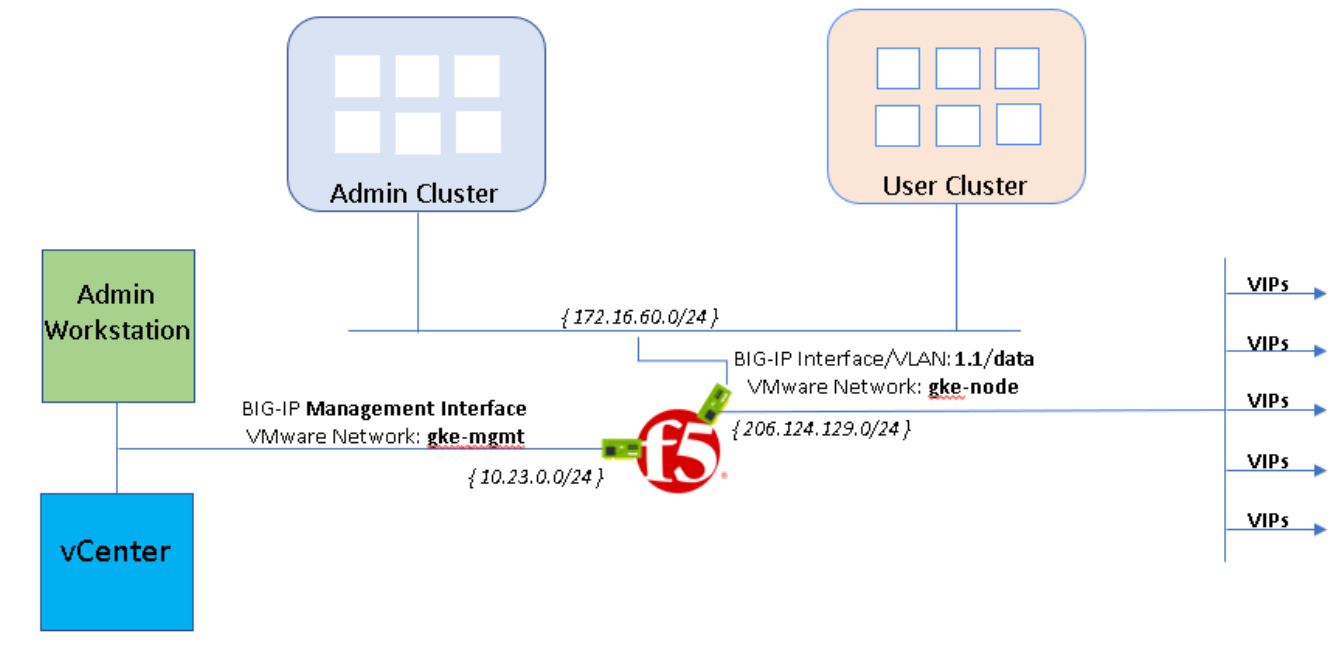 Admin Cluster
User Cluster
Admin
Workstation
{ 172.16.60.0/24 }
BIG-IP Interface/VLAN: 1.1/data
VMware Network: gke-node
BIG-IP Management Interface
VMware Network: gke-mgmt
{ 10.23.0.0/24 }
f5
{ 206.124.129.0/24 }
vCenter
VIPs
VIPs
VIPs
VIPs
VIPs